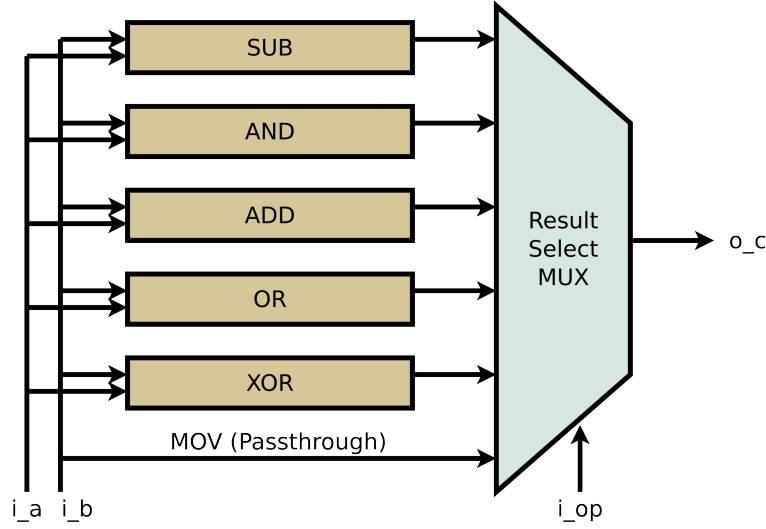 SUB
AND
ADD
OR
XOR
MOV (Passthrough)
Result
Select
MUX
o_c
i_a
i_b
i_op